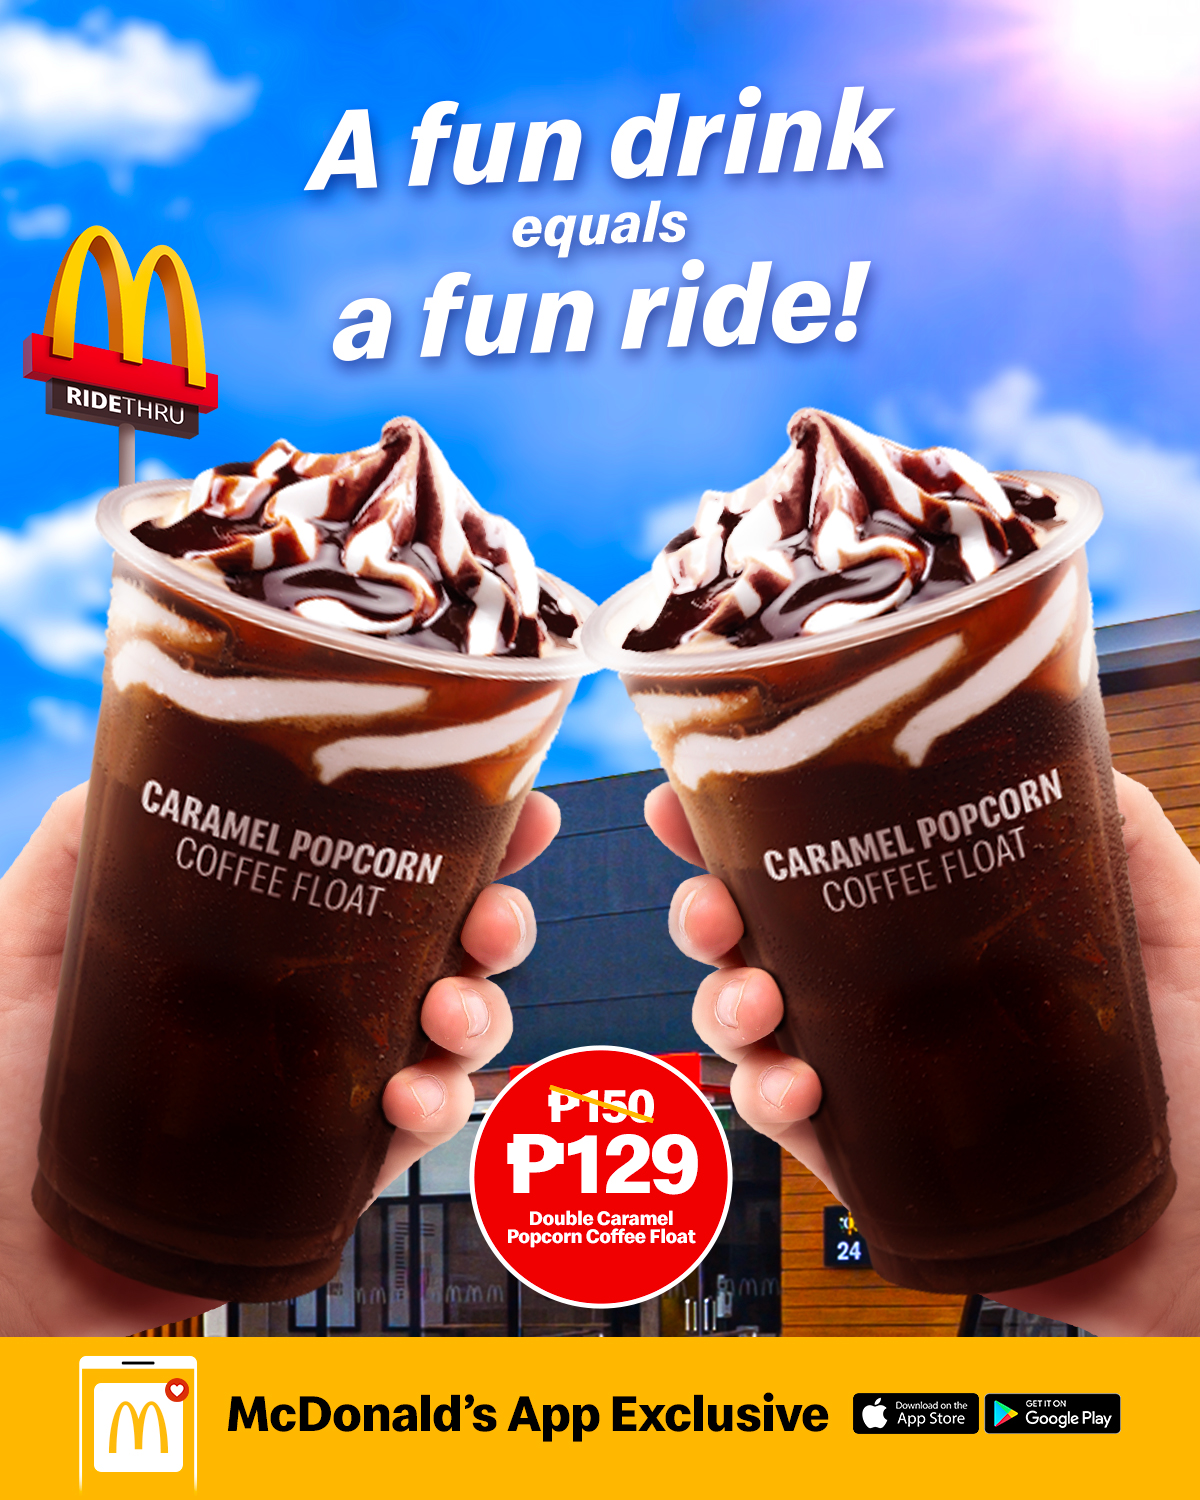 A fun drink
equals
a fun ride!
RIDETHRU
CARAMEL POPCORN
COFFEE FLOAT
CARAMEL POPCORN
COFFEE FLOAT
₱150
₱129
Double Caramel
Popcorn Coffee Float
24
McDonald's App Exclusive
Download on the
App Store
GET IT ON
Google Play